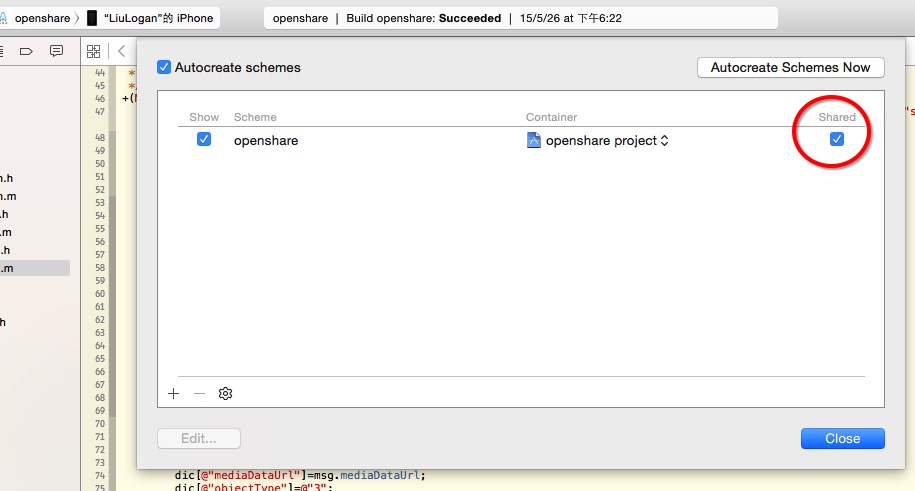 openshare 〉 “LiuLogan”的 iPhone
openshare | Build openshare: Succeeded | 15/5/26 at 下午6:22
Autocreate schemes
Autocreate Schemes Now
Show Scheme Container Shared
openshare openshare project
+ −
Edit...
Close
44 *
45 *
46 +(
47 "s
48
49
50
51
52
53
54
55
56
57
58
59
60
61
62
63
64
65
66
67
68
69
70
71
72
73
74 dic[@"mediaDataUrl"]=msg.mediaDataUrl;
75 dic[@"objectType"]=@"3";
.h
.m
.h
.m
.h
.m
h